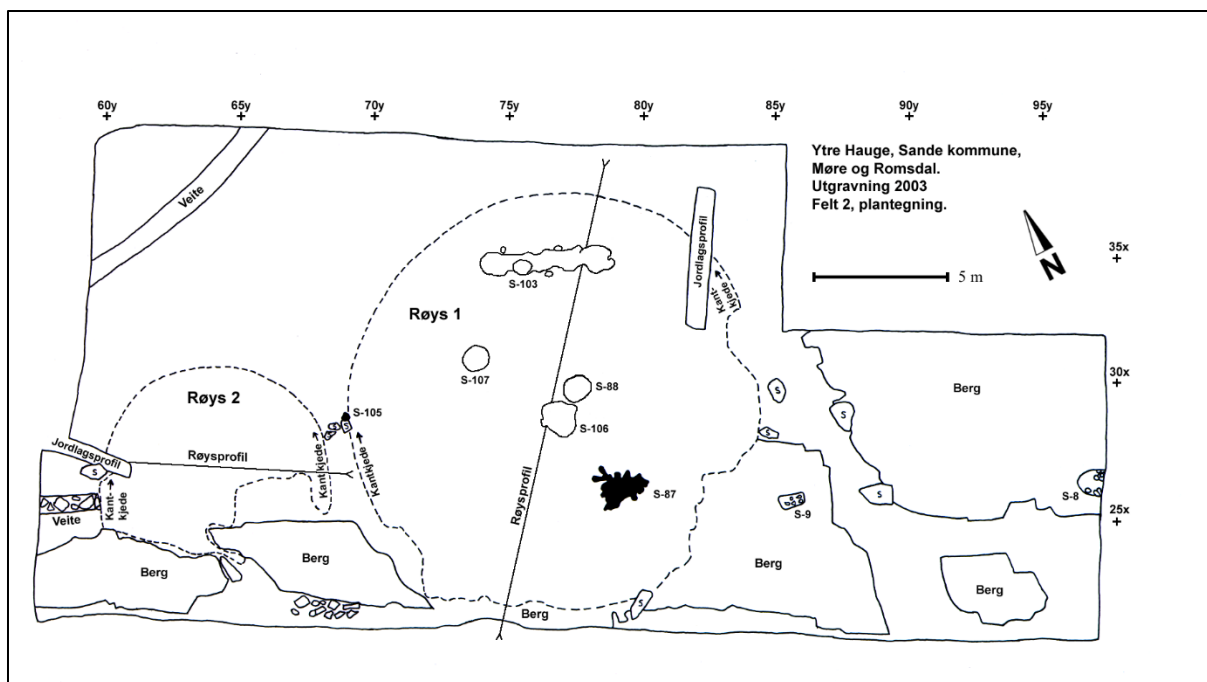 60y 65y 70y 75y 80y 85y 90y 95y
Ytre Hauge, Sande kommune,
Møre og Romsdal.
Utgravning 2003
Felt 2, plantegning.
N
5 m
35x
30x
25x
Veite
Jordlagsprofil
Kant-
kjede
S-103
Røys 1
S-107
S-88
S-106
Røysprofil
S-87
Røys 2
S-105
S
Jordlagsprofil
S
Røysprofil
Kantkjede
Kantkjede
Kant-
kjede
Veite
Berg
Berg
Berg
S
S
S
S
S
S-9
Berg
Berg
S-8
Berg